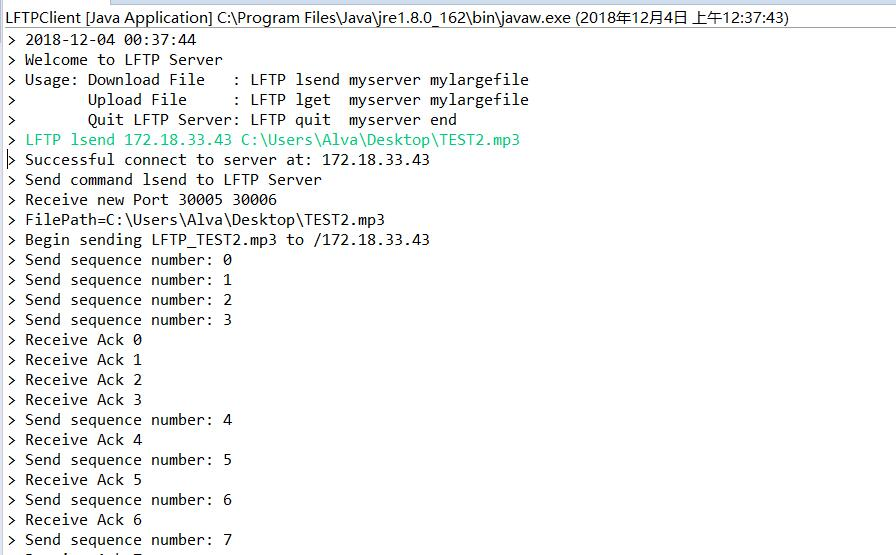 LFTPClient [Java Application] C:\Program Files\Java\jre1.8.0_162\bin\javaw.exe (2018年12月4日 上午12:37:43)
> 2018-12-04 00:37:44
> Welcome to LFTP Server
> Usage: Download File   : LFTP lsend myserver mylargefile
>        Upload File     : LFTP lget  myserver mylargefile
>        Quit LFTP Server: LFTP quit  myserver end
> LFTP lsend 172.18.33.43 C:\Users\Alva\Desktop\TEST2.mp3
> Successful connect to server at: 172.18.33.43
> Send command lsend to LFTP Server
> Receive new Port 30005 30006
> FilePath=C:\Users\Alva\Desktop\TEST2.mp3
> Begin sending LFTP_TEST2.mp3 to /172.18.33.43
> Send sequence number: 0
> Send sequence number: 1
> Send sequence number: 2
> Send sequence number: 3
> Receive Ack 0
> Receive Ack 1
> Receive Ack 2
> Receive Ack 3
> Send sequence number: 4
> Receive Ack 4
> Send sequence number: 5
> Receive Ack 5
> Send sequence number: 6
> Receive Ack 6
> Send sequence number: 7